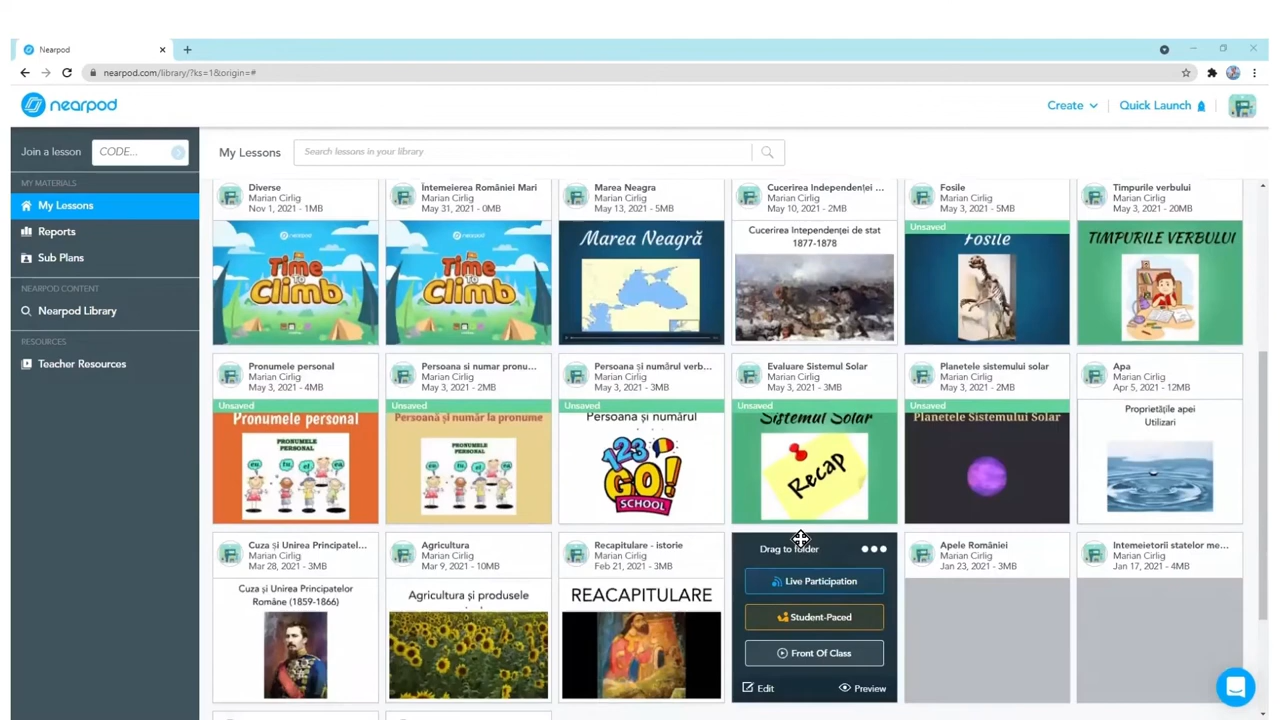 Nearpod
nearpod.com/library/?ks=1&origin=#
nearpod
Create
Quick Launch
Join a lesson
CODE...
My Lessons
Search lessons in your library
MY MATERIALS
My Lessons
Reports
Sub Plans
NEARPOD CONTENT
Nearpod Library
RESOURCES
Teacher Resources
Diverse
Marian Cirlig
Nov 1, 2021 - 1MB
nearpod
Time
to
Climb
Întemeierea României Mari
Marian Cirlig
May 31, 2021 - 0MB
nearpod
Time
to
Climb
Marea Neagra
Marian Cirlig
May 13, 2021 - 5MB
Marea Neagră
Cucerirea Independenței ...
Marian Cirlig
May 10, 2021 - 2MB
Cucerirea Intependenței de stat
1877-1878
Fosile
Marian Cirlig
May 3, 2021 - 5MB
Unsaved
Fosile
Timpurile verbului
Marian Cirlig
May 3, 2021 - 20MB
TIMPURILE VERBULUI
Pronumele personal
Marian Cirlig
May 3, 2021 - 4MB
Unsaved
Pronumele personal
PRONUMELE
PERSONAL
eu
tu
el
ea
Persoana si numar pronu...
Marian Cirlig
May 3, 2021 - 2MB
Unsaved
Persoană și număr la pronume
PRONUMELE
PERSONAL
eu
tu
el
ea
Persoana și numărul verb...
Marian Cirlig
May 3, 2021 - 3MB
Unsaved
Persoana și numărul
123
GO!
SCHOOL
Evaluare Sistemul Solar
Marian Cirlig
May 3, 2021 - 3MB
Unsaved
Sistemul Solar
Recap
Planetele sistemului solar
Marian Cirlig
May 3, 2021 - 3MB
Unsaved
Planetele Sistemului Solar
Apa
Marian Cirlig
Apr 5, 2021 - 12MB
Proprietățile apei
Utilizari
Cuza și Unirea Principatel...
Marian Cirlig
Mar 28, 2021 - 3MB
Cuza și Unirea Principatelor
Române (1859-1866)
Agricultura
Marian Cirlig
Mar 9, 2021 - 10MB
Agricultura și produsele
Recapitulare - istorie
Marian Cirlig
Feb 21, 2021 - 3MB
REACAPITULARE
Drag to folder
Live Participation
Student-Paced
Front Of Class
Edit
Preview
Apele României
Marian Cirlig
Jan 23, 2021 - 3MB
Intemeietorii statelor me...
Marian Cirlig
Jan 17, 2021 - 4MB